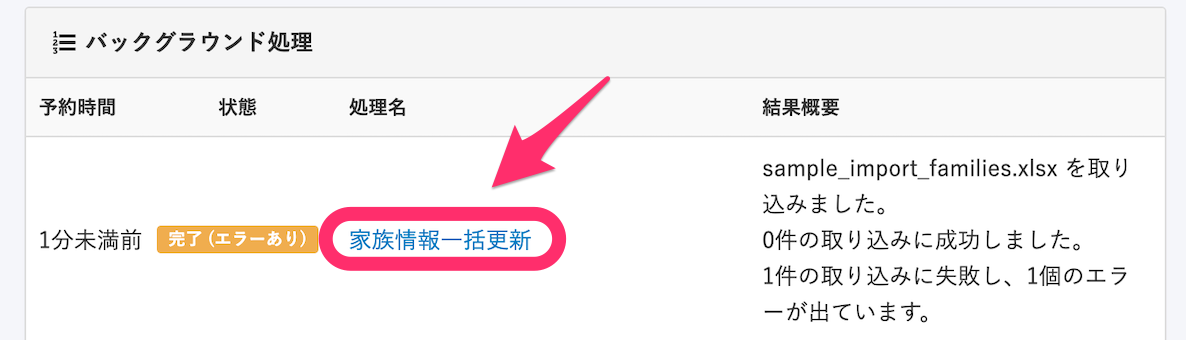 バックグラウンド処理
予約時間 状態 処理名 結果概要
1分未満前 完了 (エラーあり) 家族情報一括更新
sample_import_families.xlsx を取り
込みました。
0件の取り込みに成功しました。
1件の取り込みに失敗し、1個のエラ
ーが出ています。